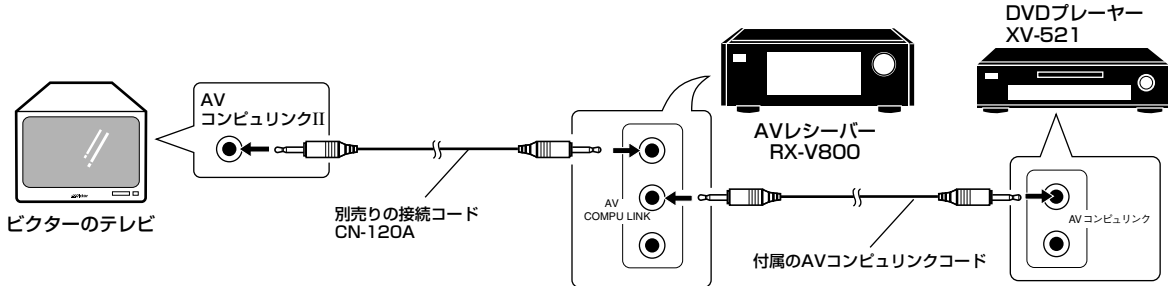 AV
コンピュリンクII
ビクターのテレビ
別売りの接続コード
CN-120A
AV
COMPU LINK
AVレシーバー
RX-V800
付属のAVコンピュリンクコード
DVDプレーヤー
XV-521
AVコンピュリンク